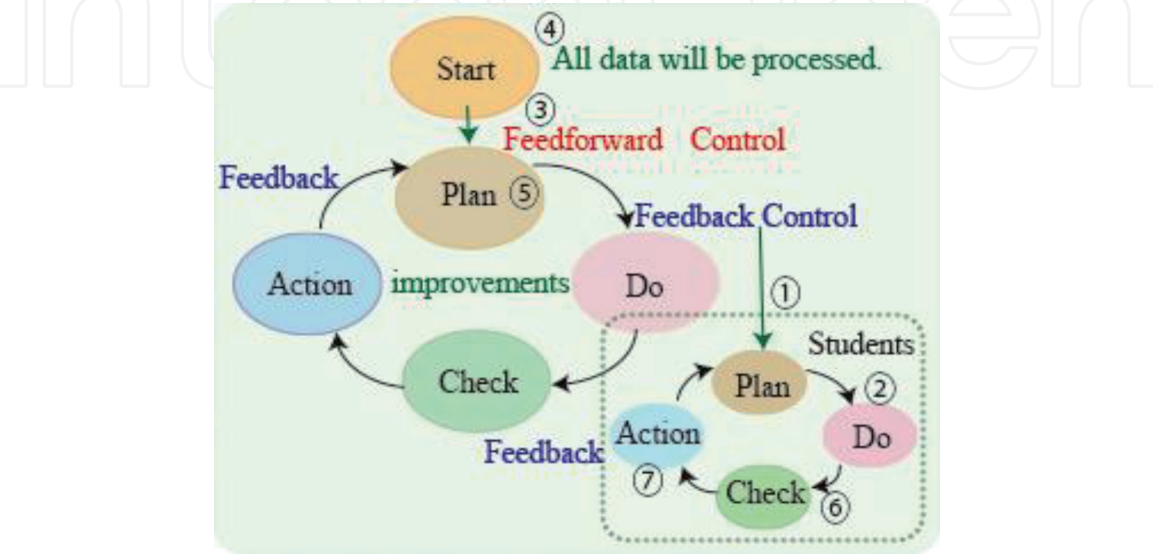 ④
Start
All data will be processed.
③
Feedforward Control
Feedback
Plan ⑤
Feedback Control
Action
improvements
Do
①
Students
Check
Plan
②
Action
Do
Feedback
⑦
Check
⑥